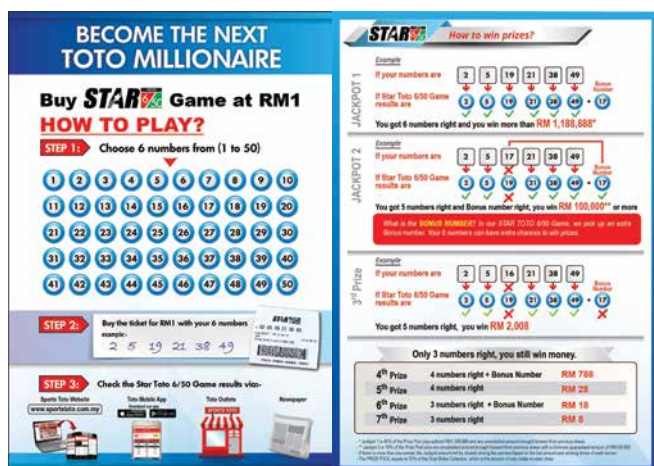 BECOME THE NEXT
TOTO MILLIONAIRE
Buy STAR 6/50 Game at RM1
HOW TO PLAY?
STEP 1: Choose 6 numbers from (1 to 50)
1 2 3 4 5 6 7 8 9 10
11 12 13 14 15 16 17 18 19 20
21 22 23 24 25 26 27 28 29 30
31 32 33 34 35 36 37 38 39 40
41 42 43 44 45 46 47 48 49 50
STEP 2: Buy the ticket for RM1 with your 6 numbers
example:
2 5 19 21 38 49
STEP 3: Check the Star Toto 6/50 Game results via:-
Sports Toto Website
www.sportstoto.com.my
Toto Mobile App
Toto Outlets
SPORTS TOTO
Newspaper
STAR 6/50 How to win prizes?
JACKPOT 1
Example
If your numbers are 2 5 19 21 38 49
Bonus
Number
If Star Toto 6/50 Game
results are 2 5 19 21 38 49 + 17
You got 6 numbers right and you win more than RM 1,188,888*
JACKPOT 2
Example
If your numbers are 2 5 17 21 38 49
Bonus
Number
If Star Toto 6/50 Game
results are 2 5 19 21 38 49 + 17
You got 5 numbers right and Bonus number right, you win RM 100,000** or more
What is the BONUS NUMBER? In our STAR TOTO 6/50 Game, we pick up an extra
Bonus number. Your 6 numbers can have extra chances to win prizes.
3rd Prize
Example
If your numbers are 2 5 16 21 38 49
Bonus
Number
If Star Toto 6/50 Game
results are 2 5 19 21 38 49 + 17
You got 5 numbers right, you win RM 2,008
Only 3 numbers right, you still win money.
4th Prize 4 numbers right + Bonus Number RM 788
5th Prize 4 numbers right RM 28
6th Prize 3 numbers right + Bonus Number RM 18
7th Prize 3 numbers right RM 8